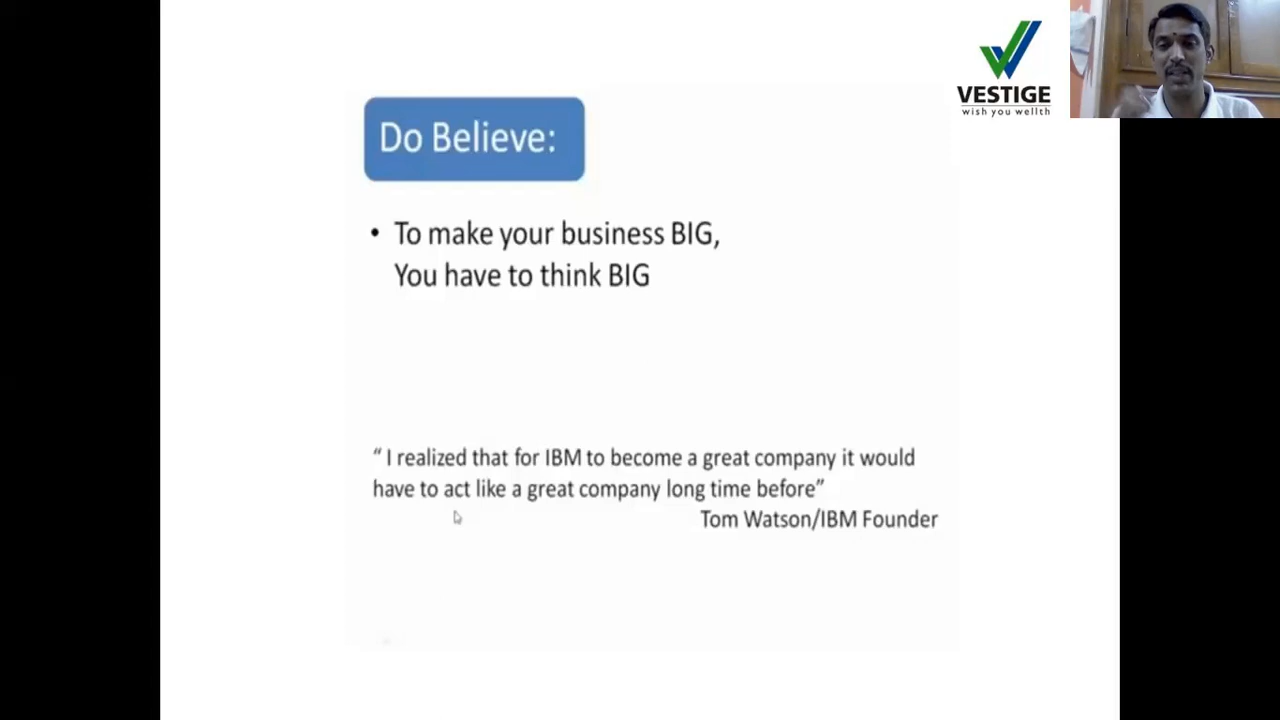 VESTIGE
wish you wellth
Do Believe:
• To make your business BIG,
You have to think BIG
“ I realized that for IBM to become a great company it would
have to act like a great company long time before”
Tom Watson/IBM Founder